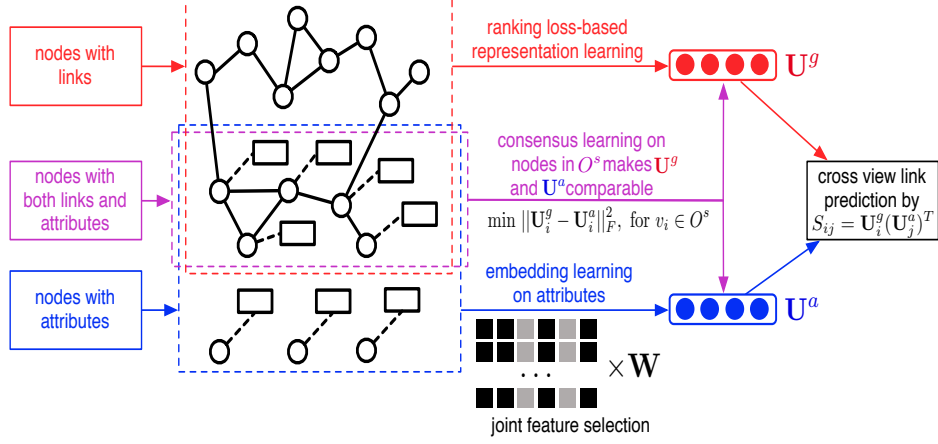 nodes with
links
ranking loss-based
representation learning
U^g
nodes with
both links and
attributes
consensus learning on
nodes in O^s makes U^g
and U^a comparable
min ||U_i^g − U_i^a||_F^2, for v_i ∈ O^s
cross view link
prediction by
S_{ij} = U_i^g(U_j^a)^T
nodes with
attributes
embedding learning
on attributes
U^a
...
×W
joint feature selection